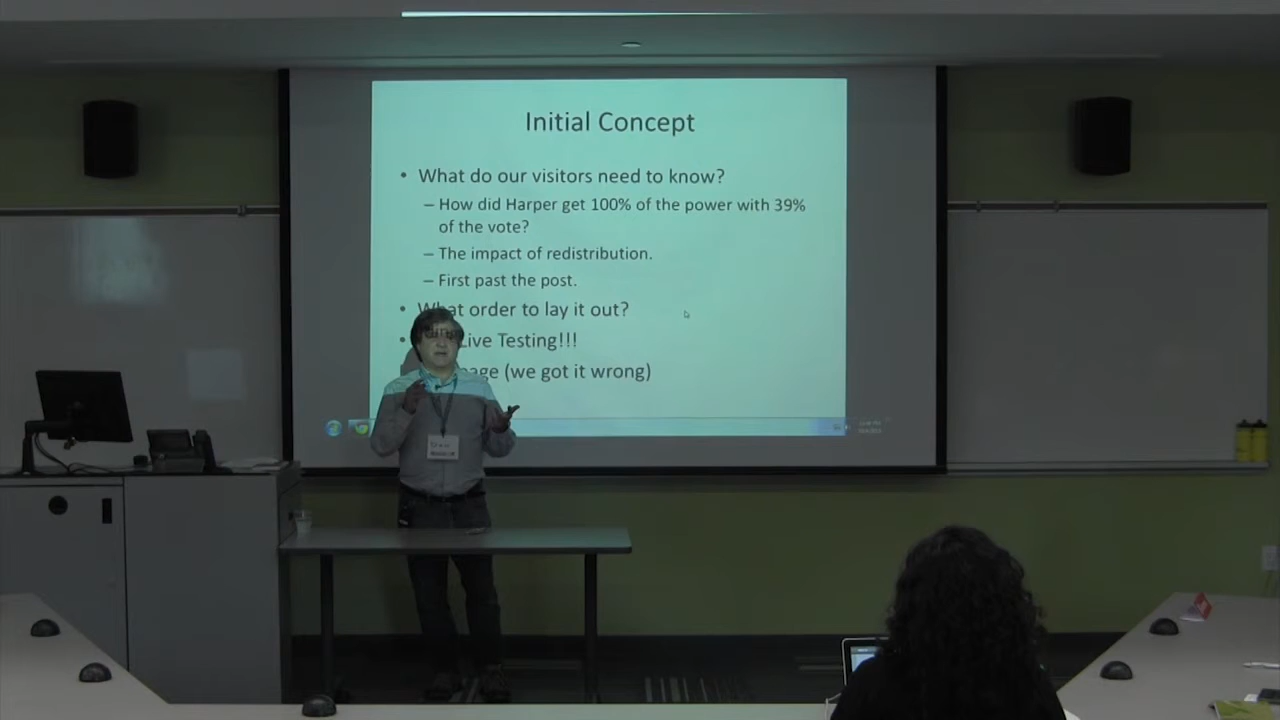 Initial Concept
• What do our visitors need to know?
– How did Harper get 100% of the power with 39%
of the vote?
– The impact of redistribution.
– First past the post.
• What order to lay it out?
• Live Testing!!!
(we got it wrong)